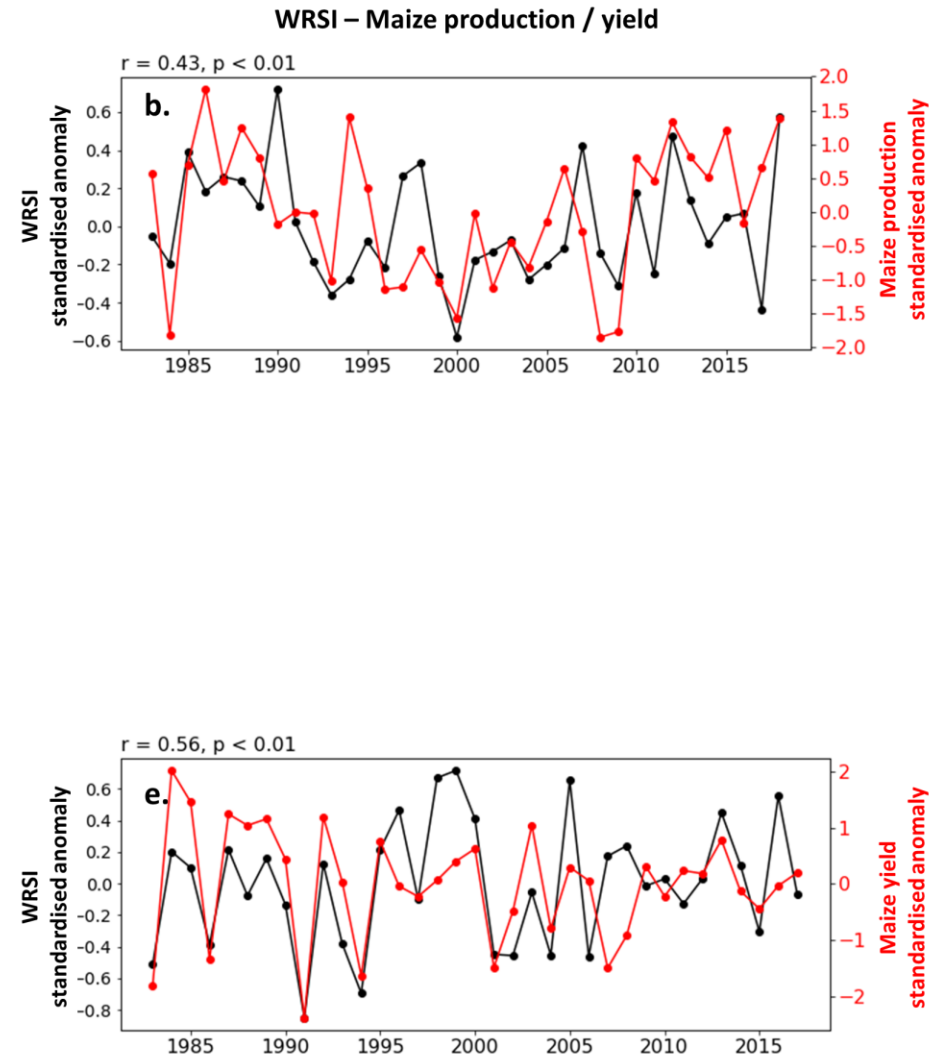 WRSI – Maize production / yield
r = 0.43, p < 0.01
b.
WRSI
standardised anomaly
0.6
0.4
0.2
0.0
−0.2
−0.4
−0.6
2.0
1.5
1.0
0.5
0.0
−0.5
−1.0
−1.5
−2.0
Maize production
standardised anomaly
1985 1990 1995 2000 2005 2010 2015
r = 0.56, p < 0.01
e.
WRSI
standardised anomaly
0.6
0.4
0.2
0.0
−0.2
−0.4
−0.6
−0.8
2
1
0
−1
−2
Maize yield
standardised anomaly
1985 1990 1995 2000 2005 2010 2015